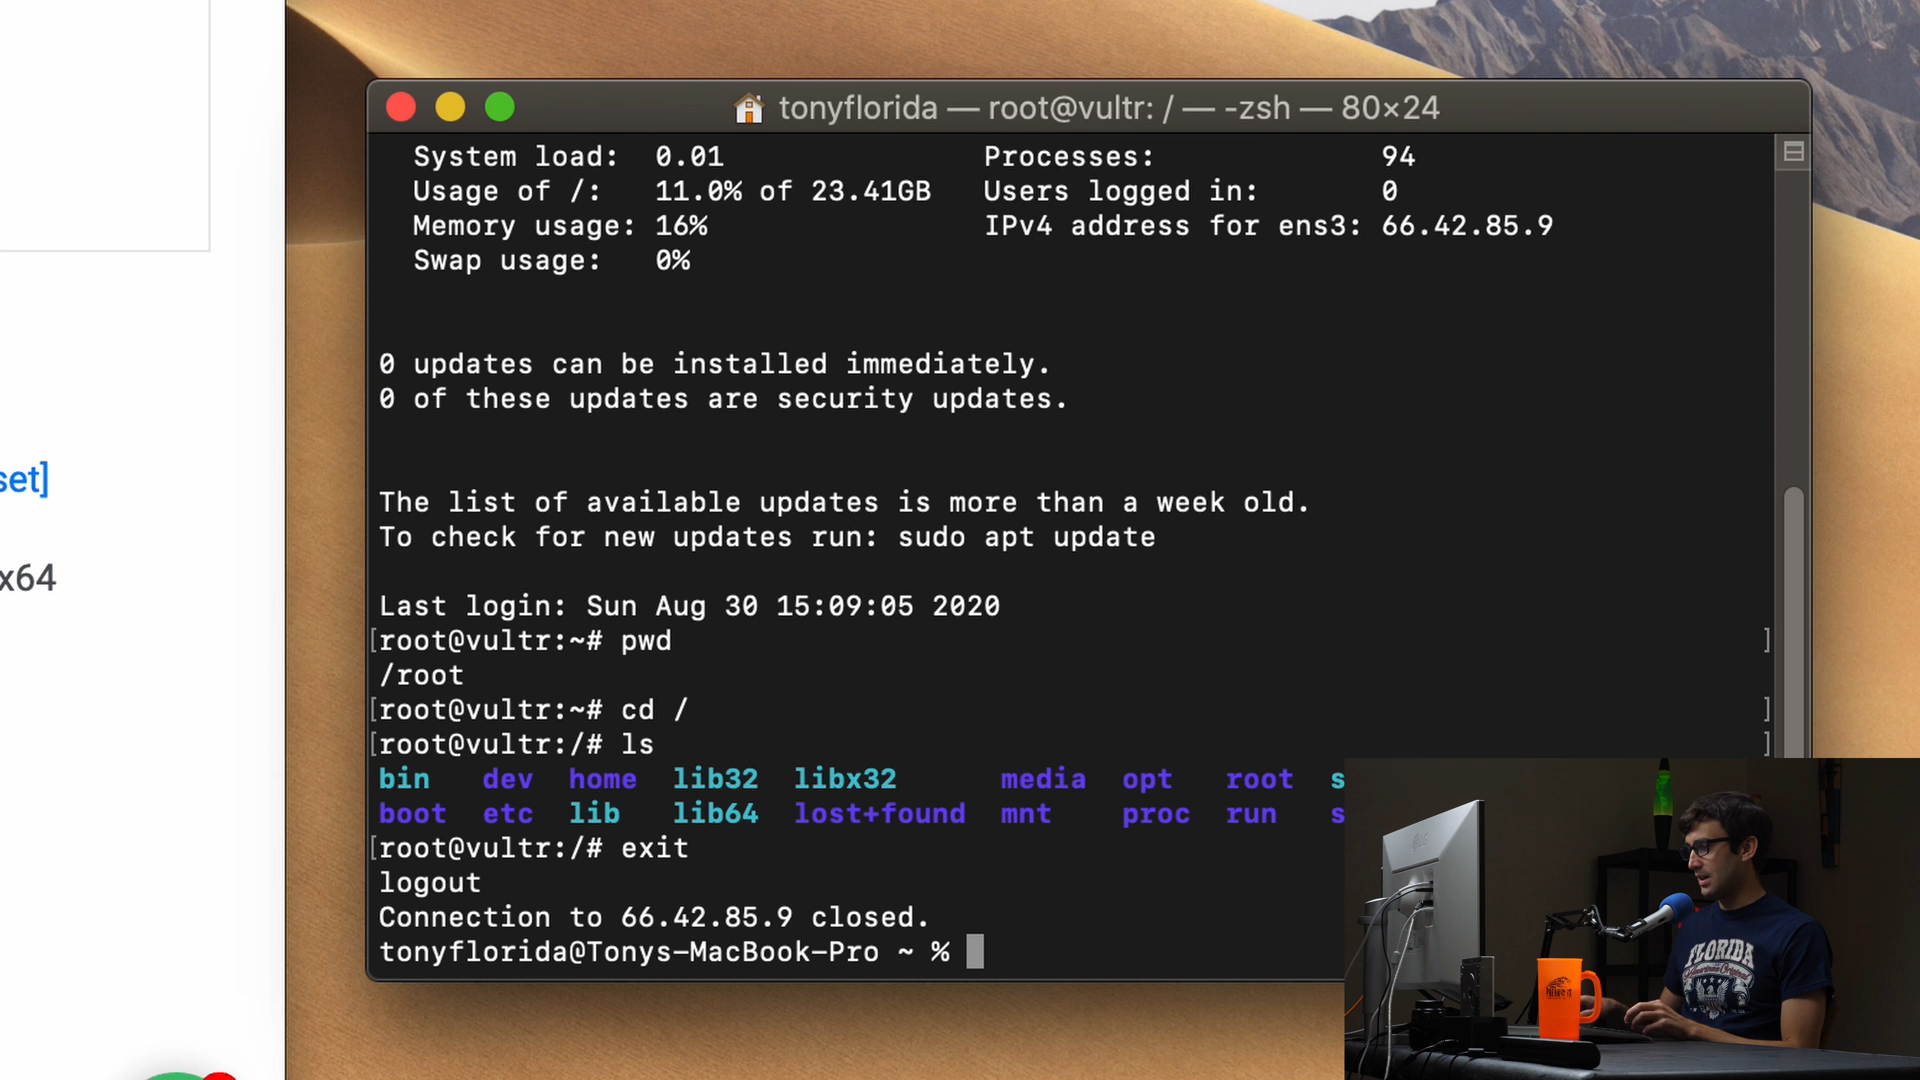 tonyflorida — root@vultr: / — -zsh — 80×24
System load: 0.01 Processes: 94
Usage of /: 11.0% of 23.41GB Users logged in: 0
Memory usage: 16% IPv4 address for ens3: 66.42.85.9
Swap usage: 0%
0 updates can be installed immediately.
0 of these updates are security updates.
The list of available updates is more than a week old.
To check for new updates run: sudo apt update
Last login: Sun Aug 30 15:09:05 2020
[root@vultr:~# pwd ]
/root
[root@vultr:~# cd / ]
[root@vultr:/# ls ]
bin dev home lib32 libx32 media opt root s
boot etc lib lib64 lost+found mnt proc run s
[root@vultr:/# exit
logout
Connection to 66.42.85.9 closed.
tonyflorida@Tonys-MacBook-Pro ~ %
set]
x64
FLORIDA